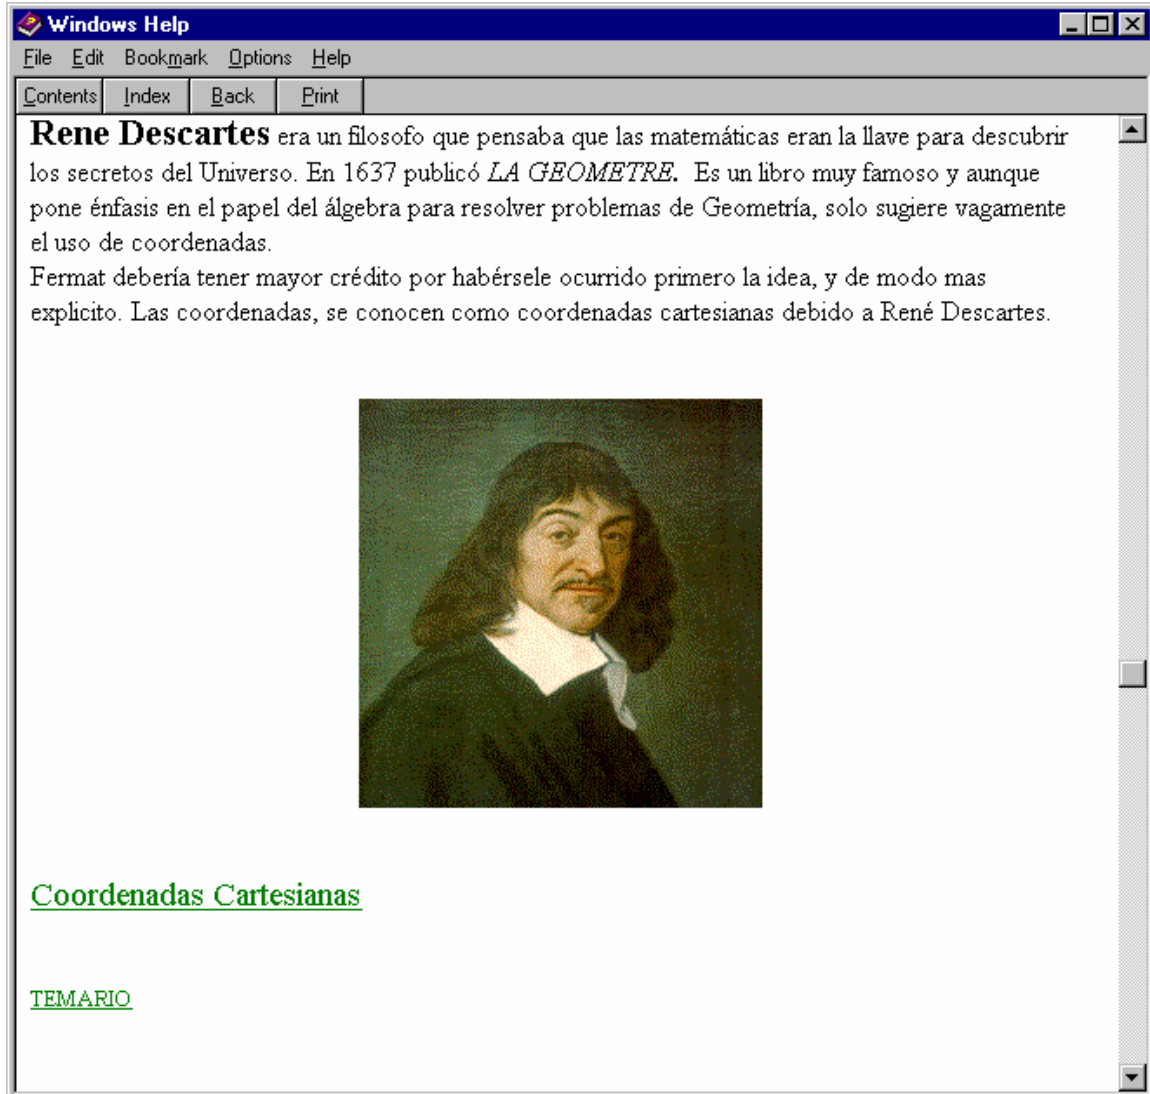 Windows Help
File Edit Bookmark Options Help
Contents Index Back Print
Rene Descartes era un filosofo que pensaba que las matemáticas eran la llave para descubrir
los secretos del Universo. En 1637 publicó LA GEOMETRE. Es un libro muy famoso y aunque
pone énfasis en el papel del álgebra para resolver problemas de Geometría, solo sugiere vagamente
el uso de coordenadas.
Fermat debería tener mayor crédito por habérsele ocurrido primero la idea, y de modo mas
explicito. Las coordenadas, se conocen como coordenadas cartesianas debido a René Descartes.
Coordenadas Cartesianas
TEMARIO